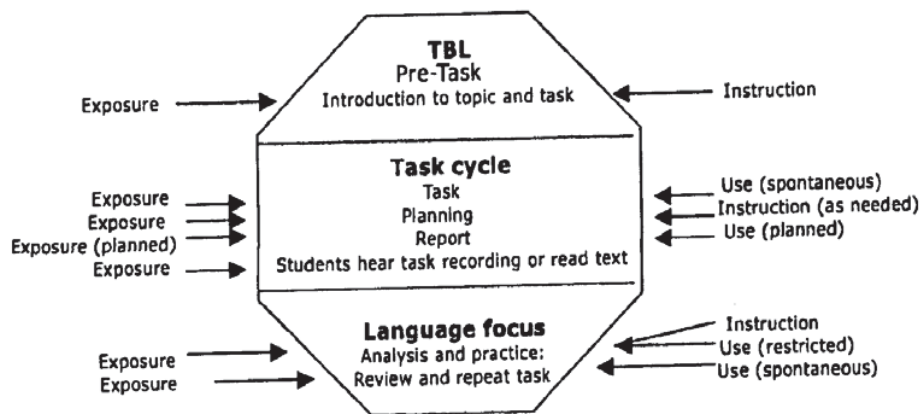 TBL
Pre-Task
Introduction to topic and task
Exposure
Instruction
Task cycle
Task
Planning
Report
Students hear task recording or read text
Exposure
Exposure
Exposure (planned)
Exposure
Use (spontaneous)
Instruction (as needed)
Use (planned)
Language focus
Analysis and practice:
Review and repeat task
Exposure
Exposure
Instruction
Use (restricted)
Use (spontaneous)